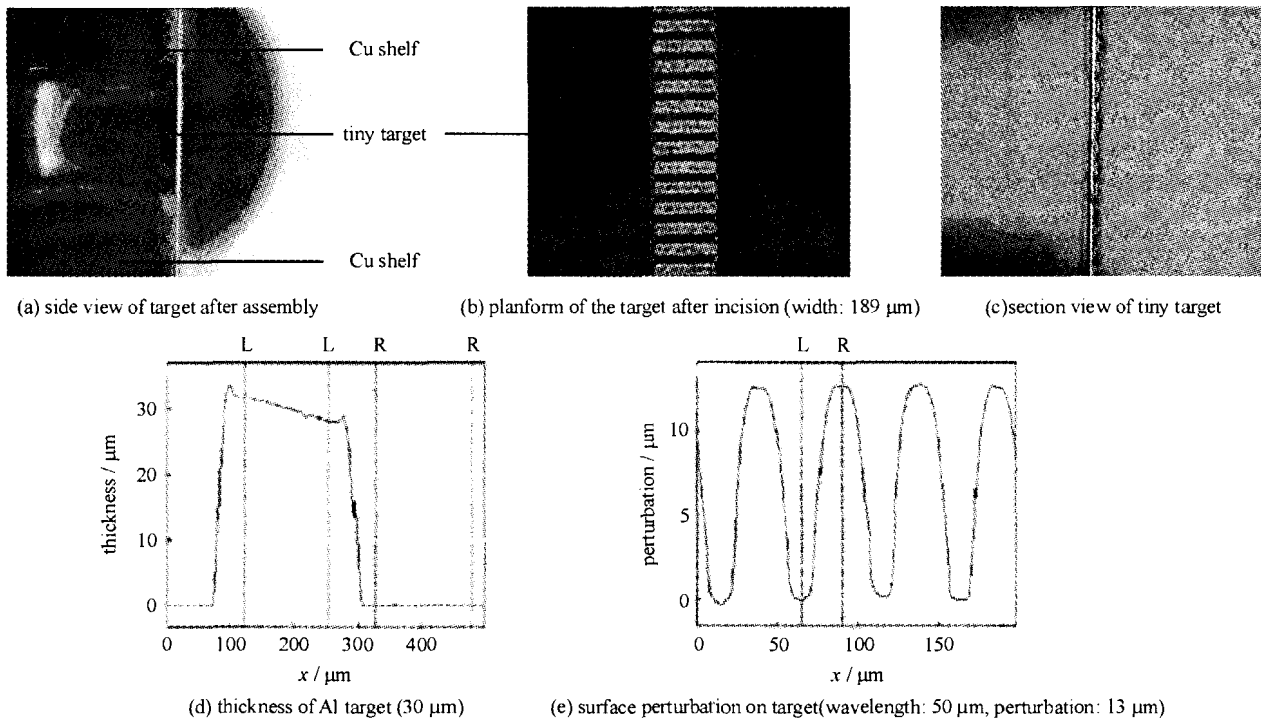 Cu shelf
tiny target
Cu shelf
(a) side view of target after assembly
(b) planform of the target after incision (width: 189 μm)
(c)section view of tiny target
L L R R
thickness / μm
30
20
10
0
0 100 200 300 400
x / μm
(d) thickness of Al target (30 μm)
L R
perturbation / μm
10
5
0
0 50 100 150
x / μm
(e) surface perturbation on target(wavelength: 50 μm, perturbation: 13 μm)